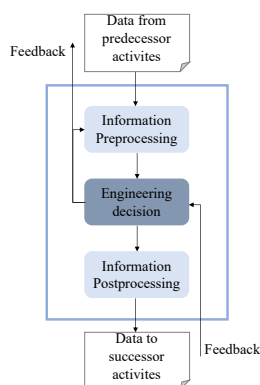 Data from
predecessor
activites
Feedback
Information
Preprocessing
Engineering
decision
Information
Postprocessing
Data to
successor
activites
Feedback